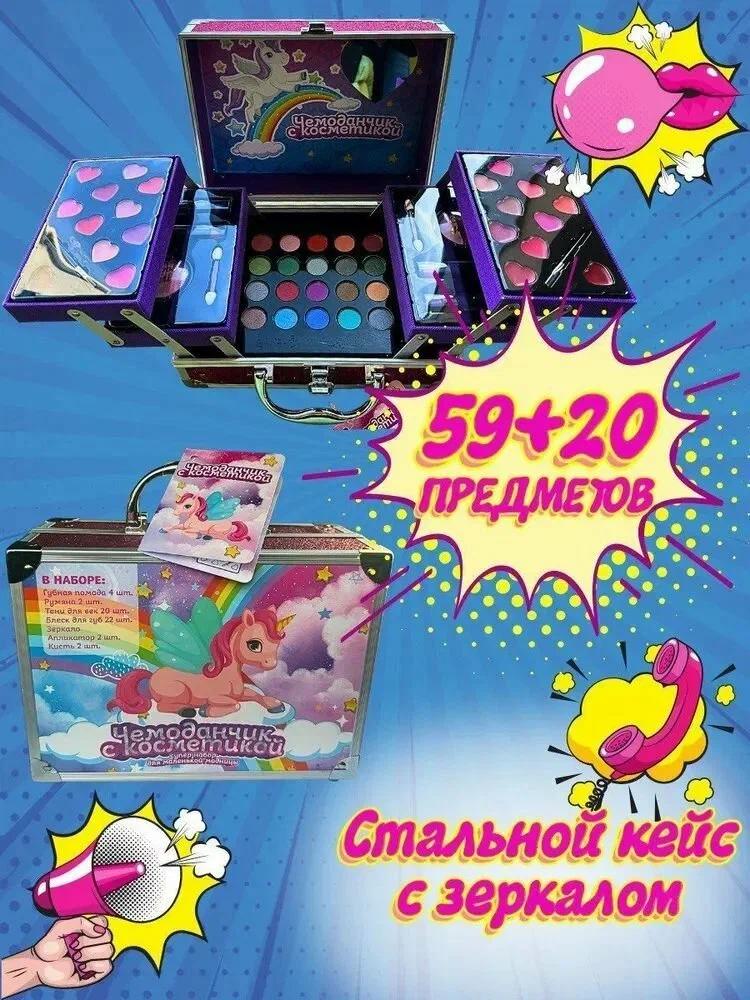 Чемоданчик
с косметикой
59+20
ПРЕДМЕТОВ
Чемоданчик
с косметикой
В НАБОРЕ:
Губная помада 4 шт.
Румяна 2 шт.
Тени для век 20 шт.
Блеск для губ 22 шт.
Зеркало
Апликатор 2 шт.
Кисть 2 шт.
Чемоданчик
с косметикой
супернабор
для маленькой модницы
Стальной кейс
с зеркалом